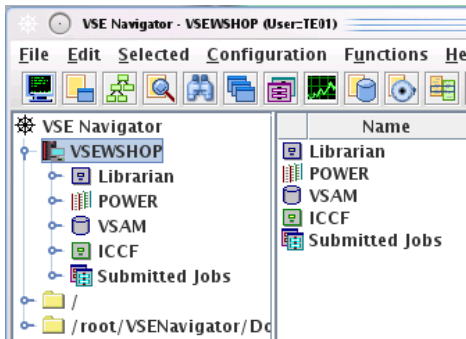 VSE Navigator - VSEWSHOP (User=TE01)
File Edit Selected Configuration Functions He
VSE Navigator
VSEWSHOP
Librarian
POWER
VSAM
ICCF
Submitted Jobs
/
/root/VSENavigator/Do
Name
Librarian
POWER
VSAM
ICCF
Submitted Jobs